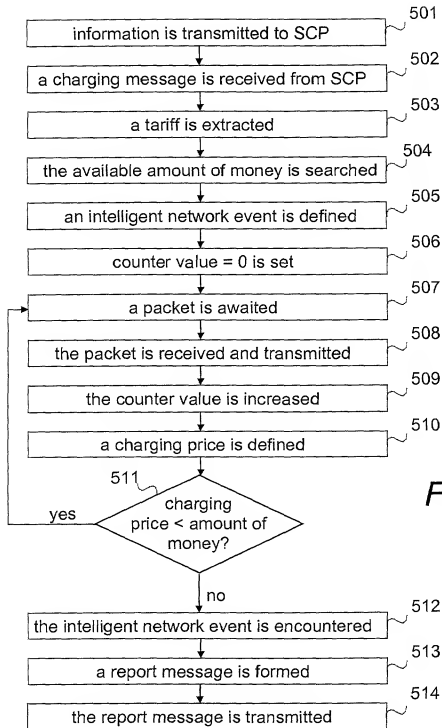 501
information is transmitted to SCP
502
a charging message is received from SCP
503
a tariff is extracted
504
the available amount of money is searched
505
an intelligent network event is defined
506
counter value = 0 is set
507
a packet is awaited
508
the packet is received and transmitted
509
the counter value is increased
510
a charging price is defined
511
charging
price < amount of
money?
yes
no
F
512
the intelligent network event is encountered
513
a report message is formed
514
the report message is transmitted